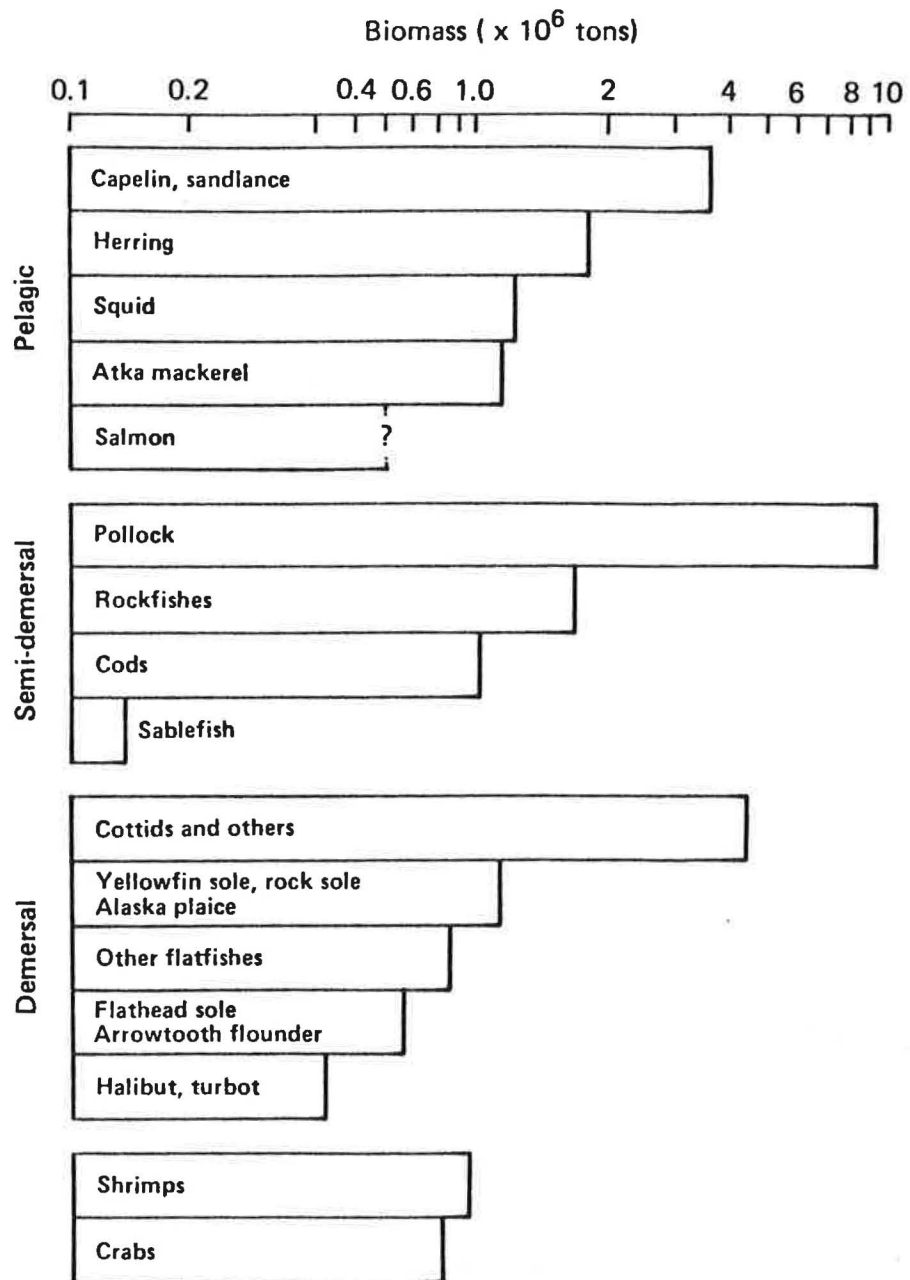 Biomass ( x 10⁶ tons)
0.1 0.2 0.4 0.6 1.0 2 4 6 8 10
Pelagic
Capelin, sandlance
Herring
Squid
Atka mackerel
Salmon ?
Semi-demersal
Pollock
Rockfishes
Cods
Sablefish
Demersal
Cottids and others
Yellowfin sole, rock sole
Alaska plaice
Other flatfishes
Flathead sole
Arrowtooth flounder
Halibut, turbot
Shrimps
Crabs